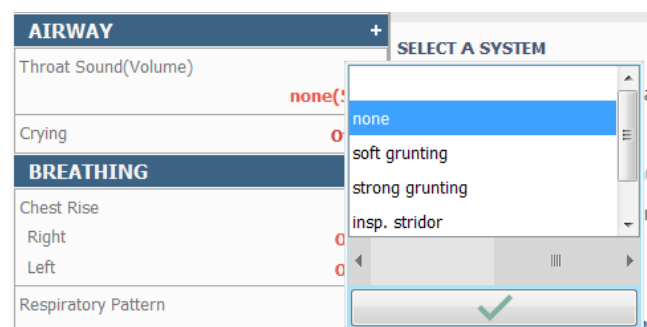 AIRWAY +
SELECT A SYSTEM
Throat Sound(Volume)
none(
none
Crying
soft grunting
strong grunting
BREATHING
Chest Rise
insp. stridor
Right
Left
Respiratory Pattern